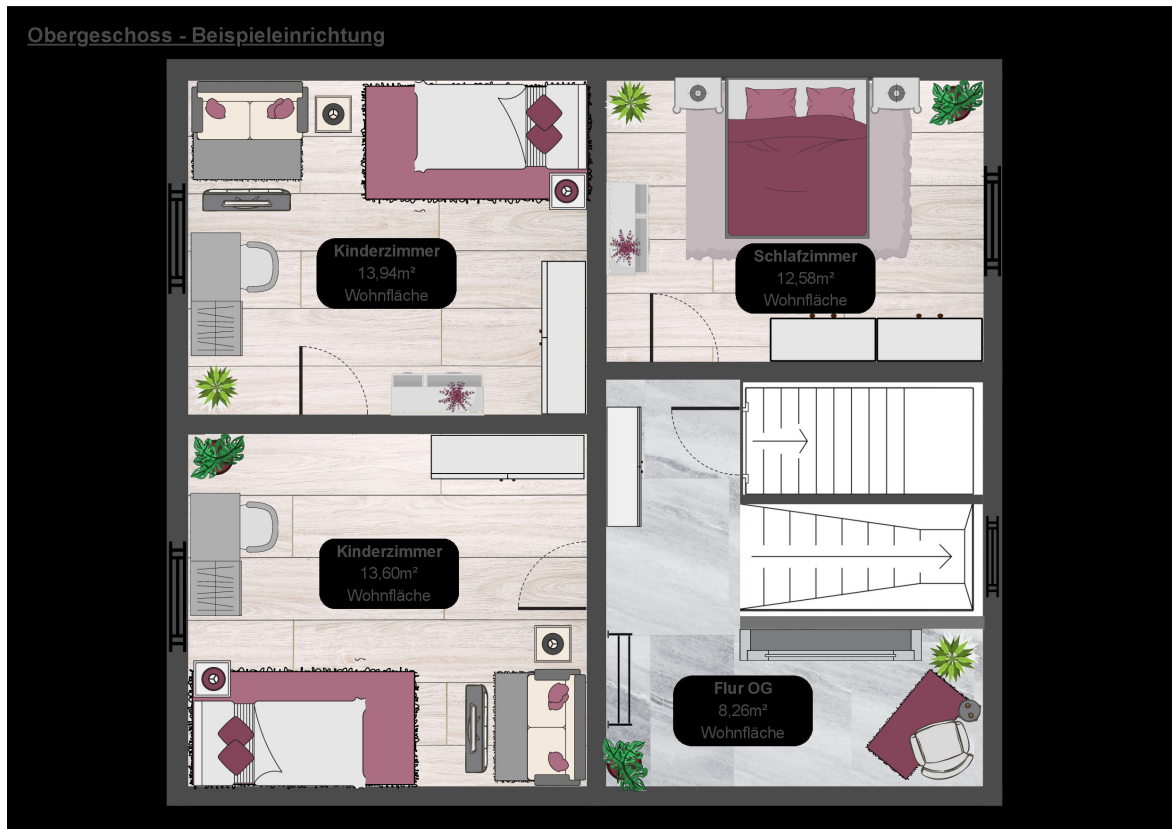 Obergeschoss - Beispieleinrichtung
Kinderzimmer
13,94m²
Wohnfläche
Schlafzimmer
12,58m²
Wohnfläche
Kinderzimmer
13,60m²
Wohnfläche
Flur OG
8,26m²
Wohnfläche